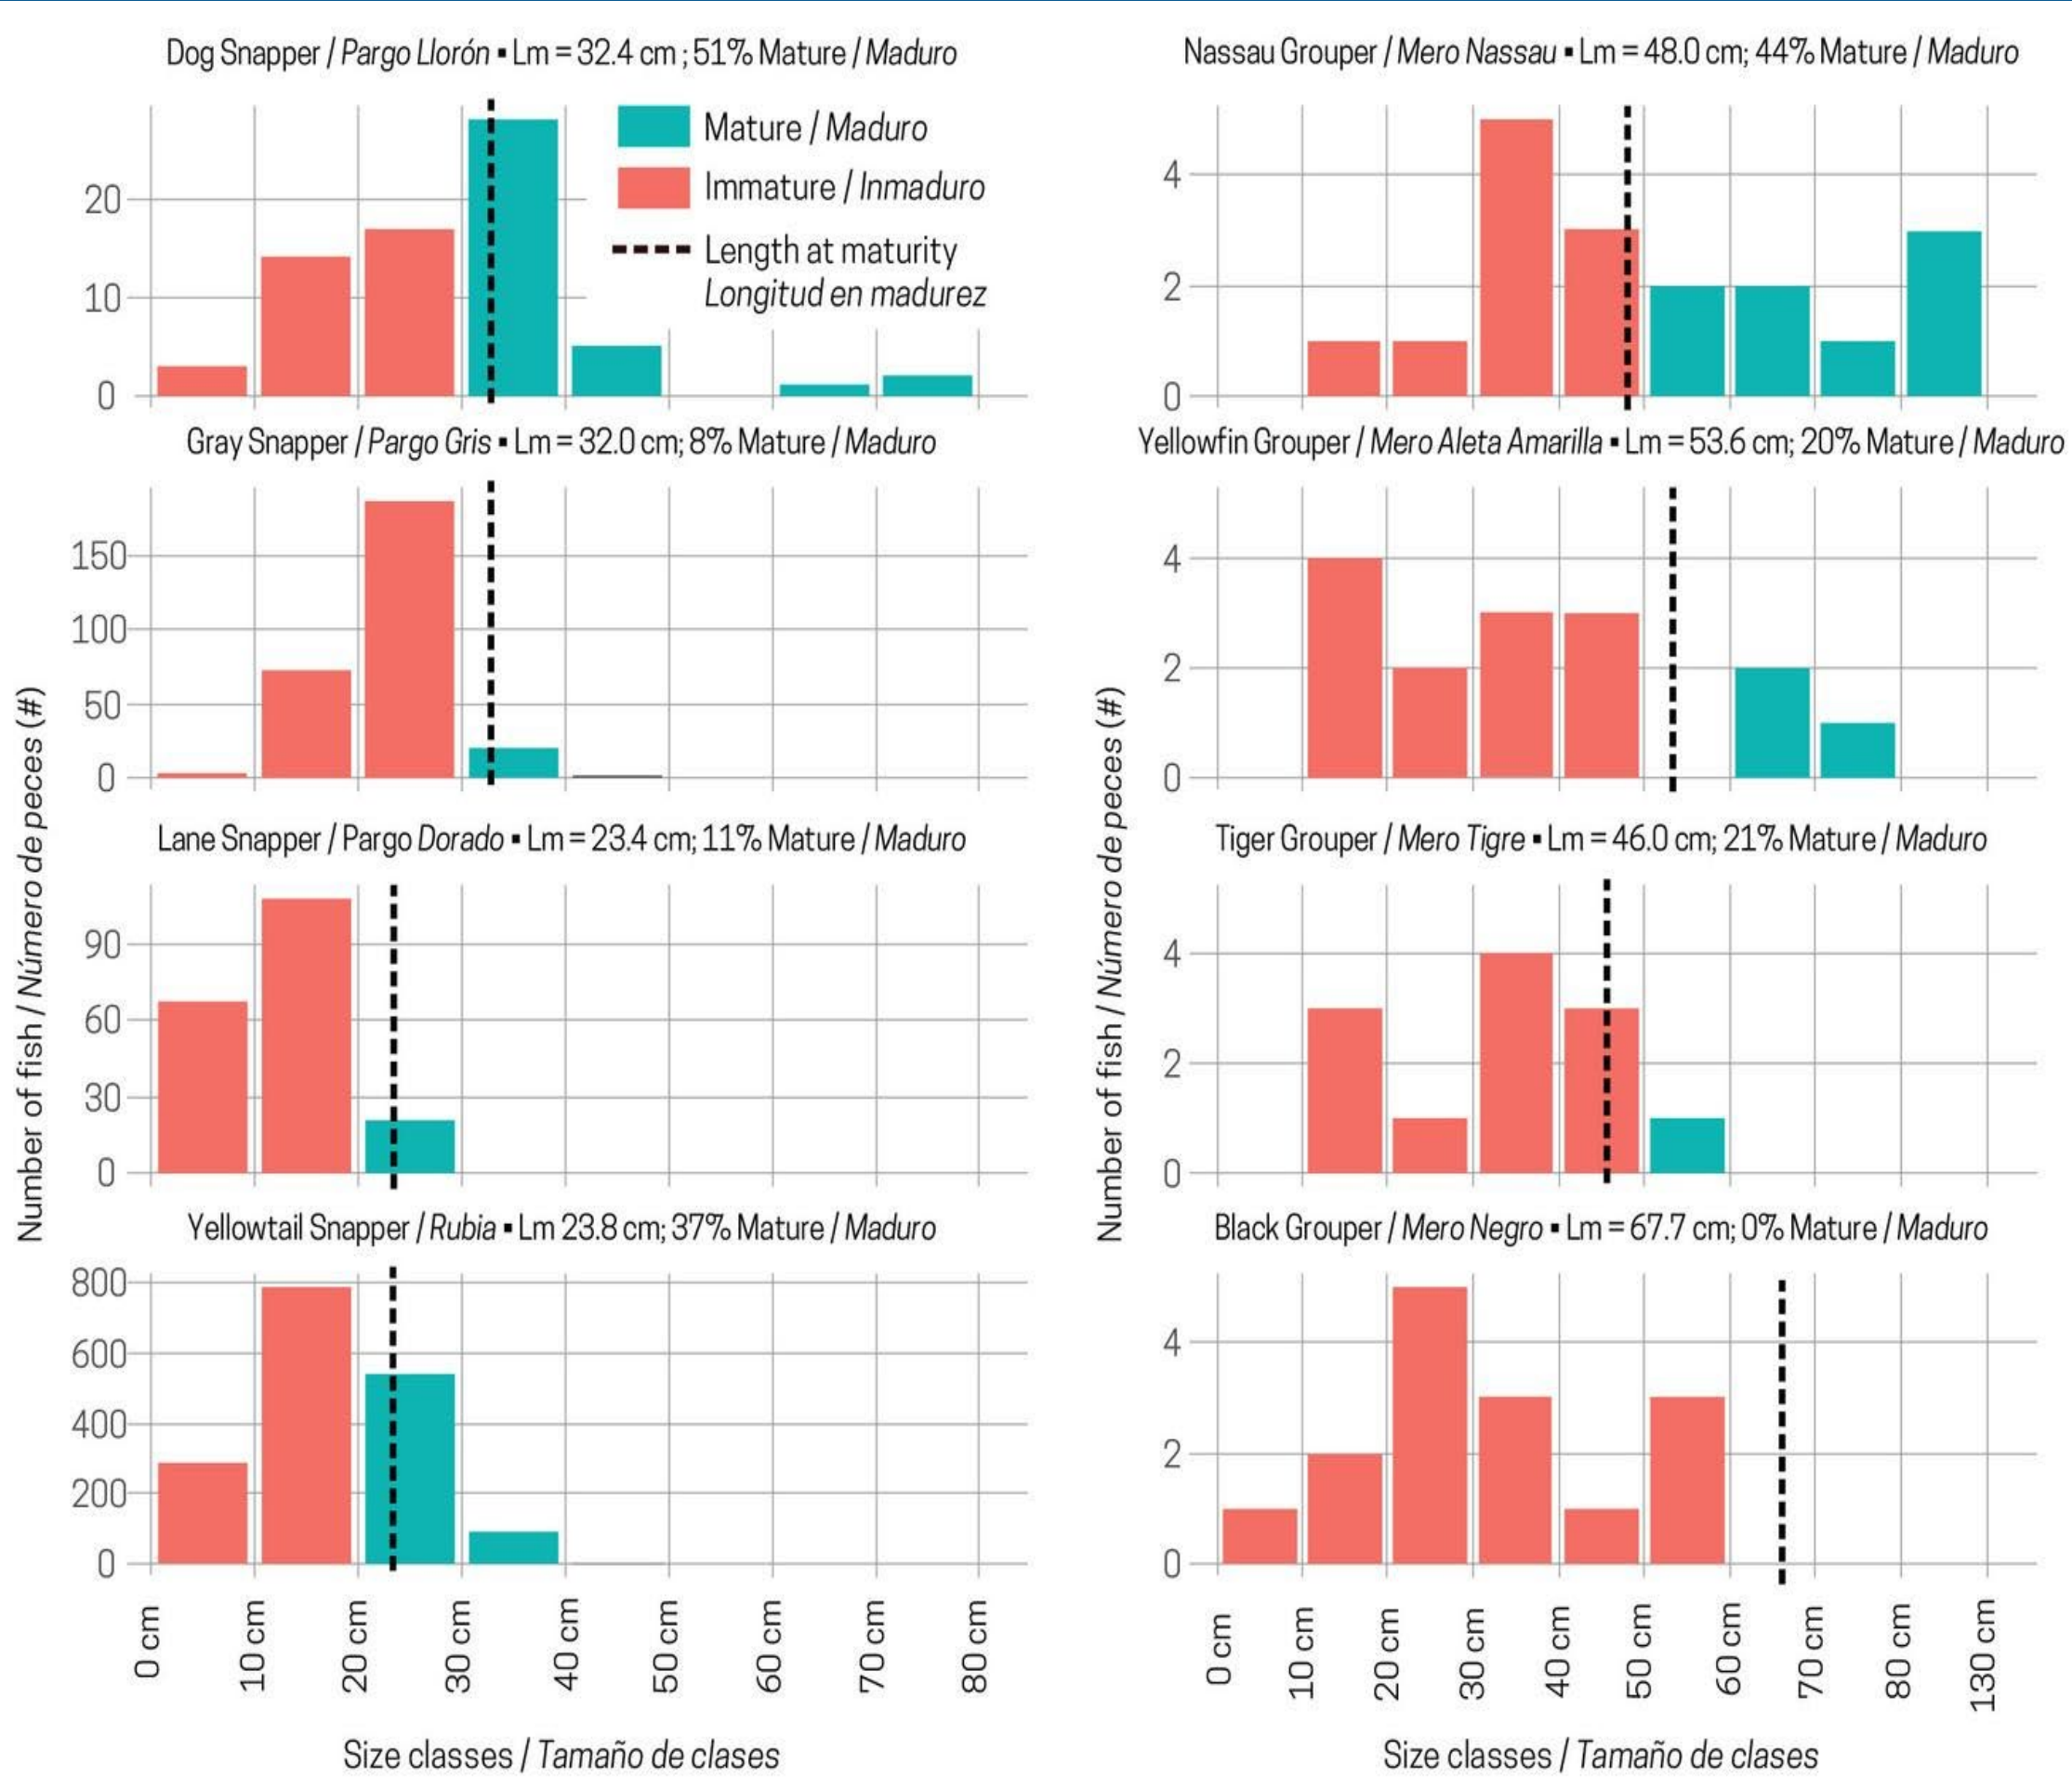 Dog Snapper / Pargo Llorón ▪ Lm = 32.4 cm ; 51% Mature / Maduro
Mature / Maduro
Immature / Inmaduro
Length at maturity
Longitud en madurez
20
10
0
Gray Snapper / Pargo Gris ▪ Lm = 32.0 cm; 8% Mature / Maduro
150
100
50
0
Lane Snapper / Pargo Dorado ▪ Lm = 23.4 cm; 11% Mature / Maduro
90
60
30
0
Yellowtail Snapper / Rubia ▪ Lm 23.8 cm; 37% Mature / Maduro
800
600
400
200
0
Number of fish / Número de peces (#)
0 cm
10 cm
20 cm
30 cm
40 cm
50 cm
60 cm
70 cm
80 cm
Size classes / Tamaño de clases
Nassau Grouper / Mero Nassau ▪ Lm = 48.0 cm; 44% Mature / Maduro
4
2
0
Yellowfin Grouper / Mero Aleta Amarilla ▪ Lm = 53.6 cm; 20% Mature / Maduro
4
2
0
Tiger Grouper / Mero Tigre ▪ Lm = 46.0 cm; 21% Mature / Maduro
4
2
0
Black Grouper / Mero Negro ▪ Lm = 67.7 cm; 0% Mature / Maduro
4
2
0
Number of fish / Número de peces (#)
0 cm
10 cm
20 cm
30 cm
40 cm
50 cm
60 cm
70 cm
80 cm
130 cm
Size classes / Tamaño de clases